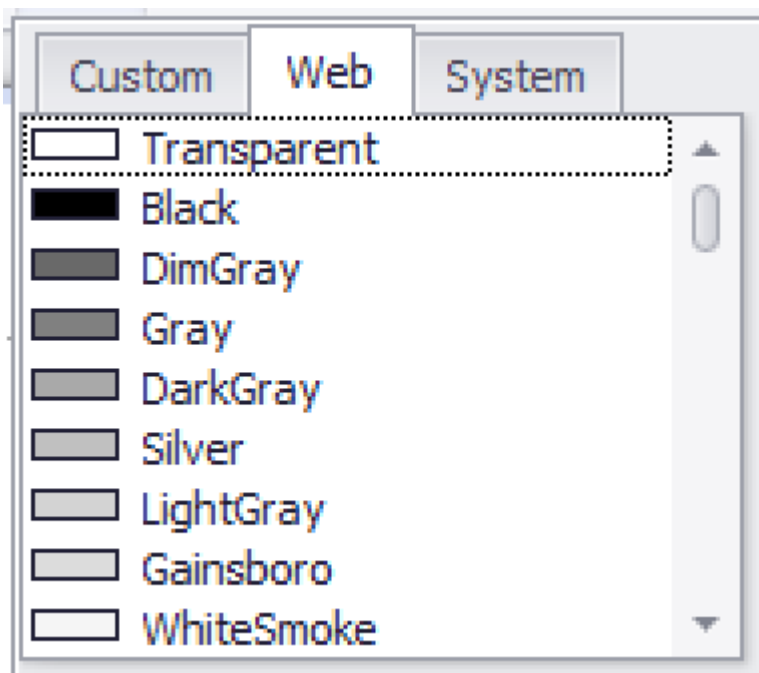 Custom Web System
Transparent
Black
DimGray
Gray
DarkGray
Silver
LightGray
Gainsboro
WhiteSmoke